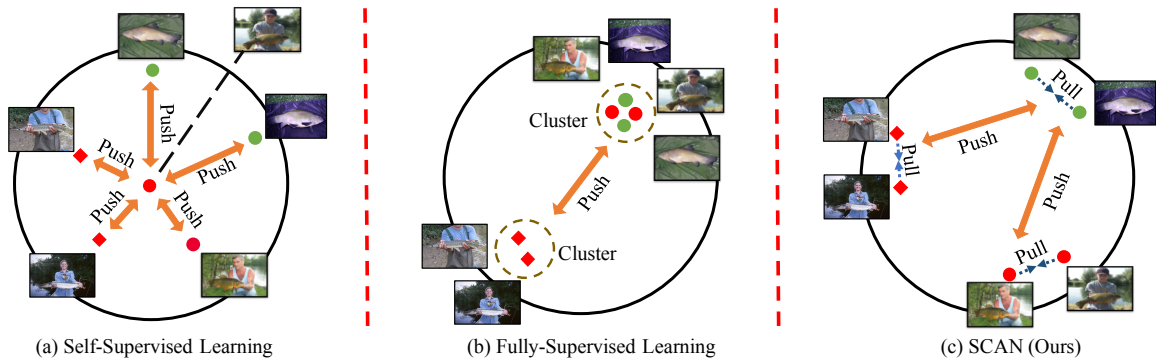 Push
Push
Push
Push
Push
(a) Self-Supervised Learning
Cluster
Push
Cluster
(b) Fully-Supervised Learning
Pull
Push
Pull
Push
Pull
(c) SCAN (Ours)